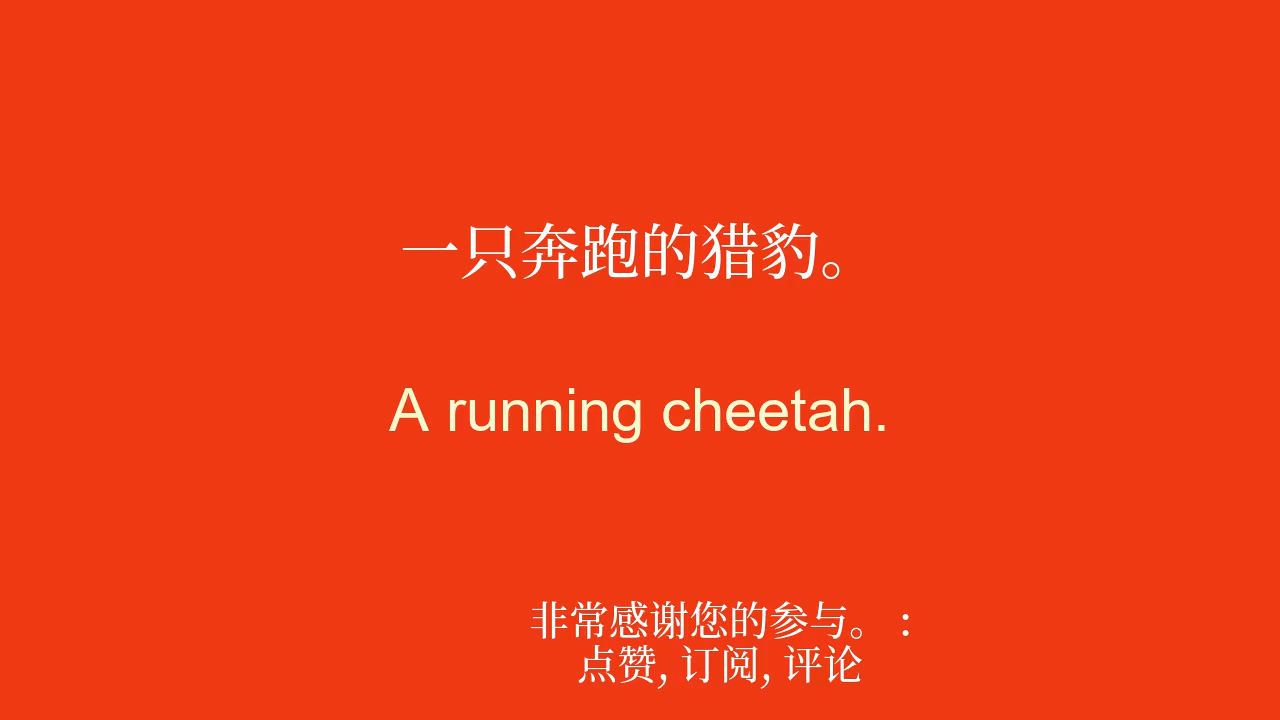 一只奔跑的猎豹。
A running cheetah.
非常感谢您的参与。 :
点赞, 订阅, 评论